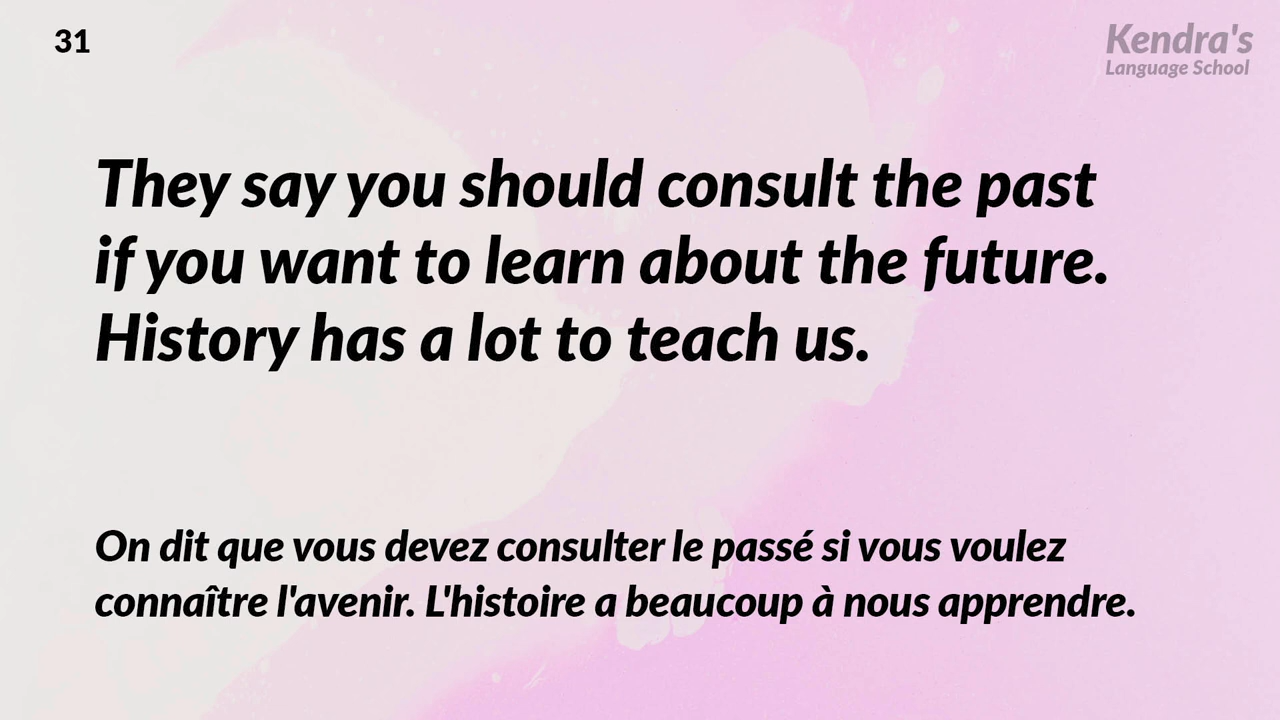 31
Kendra's
Language School
They say you should consult the past
if you want to learn about the future.
History has a lot to teach us.
On dit que vous devez consulter le passé si vous voulez
connaître l'avenir. L'histoire a beaucoup à nous apprendre.